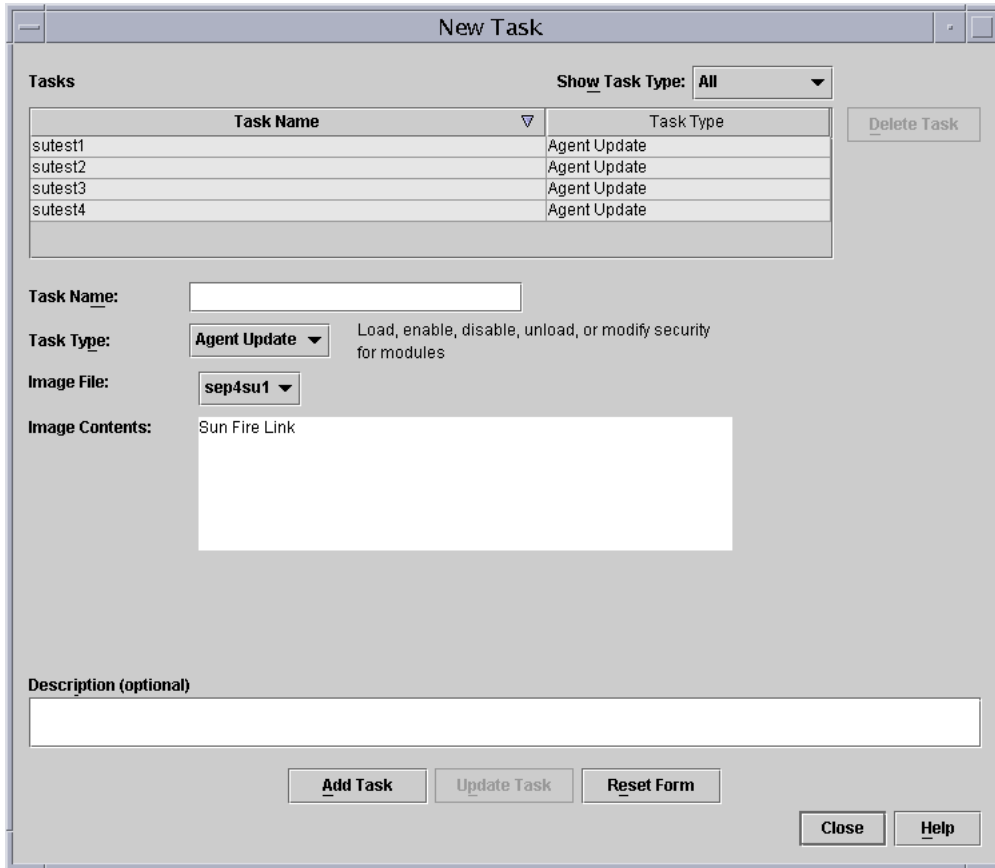 New Task
Tasks
Show Task Type: All
Task Name Task Type
Delete Task
sutest1 Agent Update
sutest2 Agent Update
sutest3 Agent Update
sutest4 Agent Update
Task Name:
Task Type: Agent Update Load, enable, disable, unload, or modify security
for modules
Image File: sep4su1
Image Contents: Sun Fire Link
Description (optional)
Add Task Update Task Reset Form
Close Help